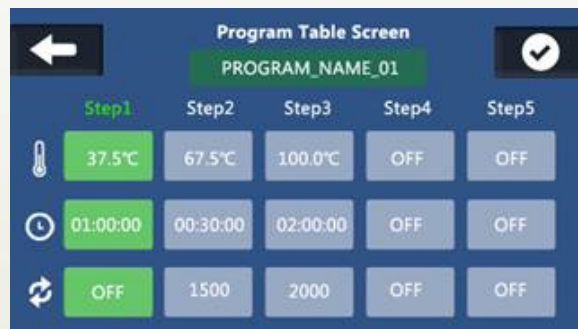 Program Table Screen
PROGRAM_NAME_01
Step1 Step2 Step3 Step4 Step5
37.5℃ 67.5℃ 100.0℃ OFF OFF
01:00:00 00:30:00 02:00:00 OFF OFF
OFF 1500 2000 OFF OFF